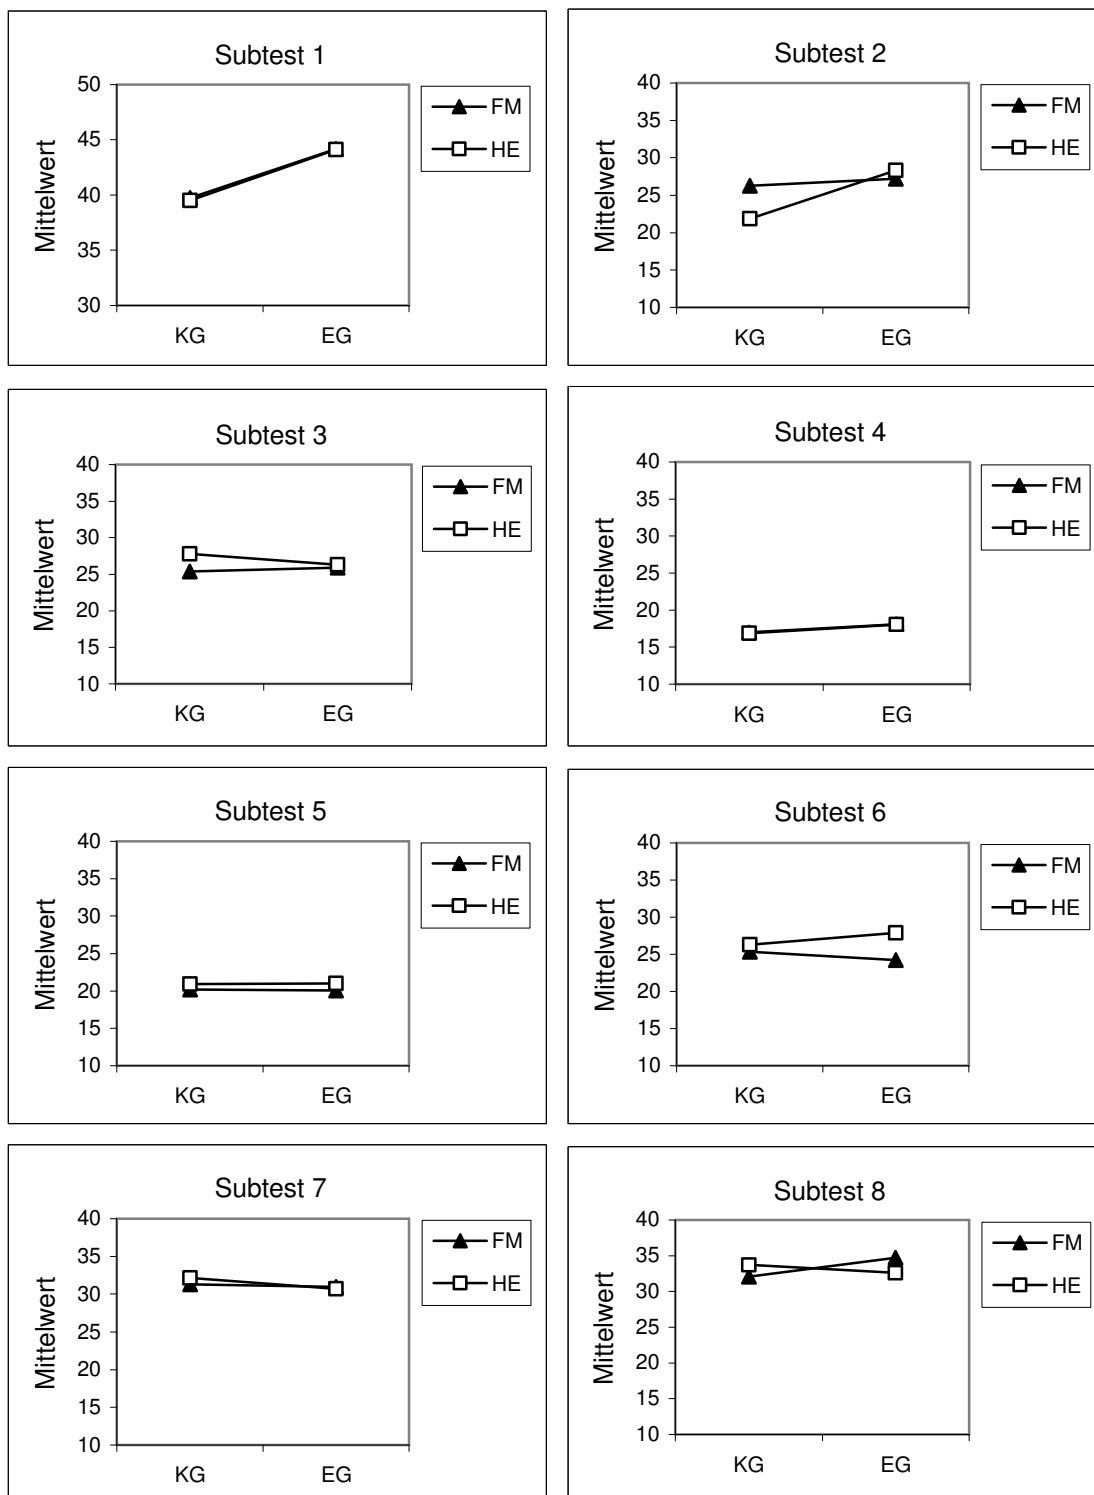 Subtest 1
50
45
40
35
30
Mittelwert
KG
EG
FM
HE
Subtest 2
40
35
30
25
20
15
10
Mittelwert
KG
EG
FM
HE
Subtest 3
40
35
30
25
20
15
10
Mittelwert
KG
EG
FM
HE
Subtest 4
40
35
30
25
20
15
10
Mittelwert
KG
EG
FM
HE
Subtest 5
40
35
30
25
20
15
10
Mittelwert
KG
EG
FM
HE
Subtest 6
40
35
30
25
20
15
10
Mittelwert
KG
EG
FM
HE
Subtest 7
40
35
30
25
20
15
10
Mittelwert
KG
EG
FM
HE
Subtest 8
40
35
30
25
20
15
10
Mittelwert
KG
EG
FM
HE